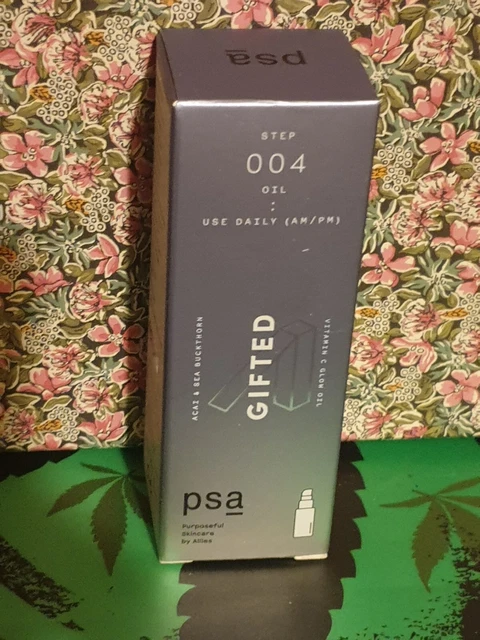 psa
STEP
004
OIL
:
USE DAILY (AM/PM)
ACAI & SEA BUCKTHORN
GIFTED
VITAMIN C GLOW OIL
psa
Purposeful
Skincare
by Allies